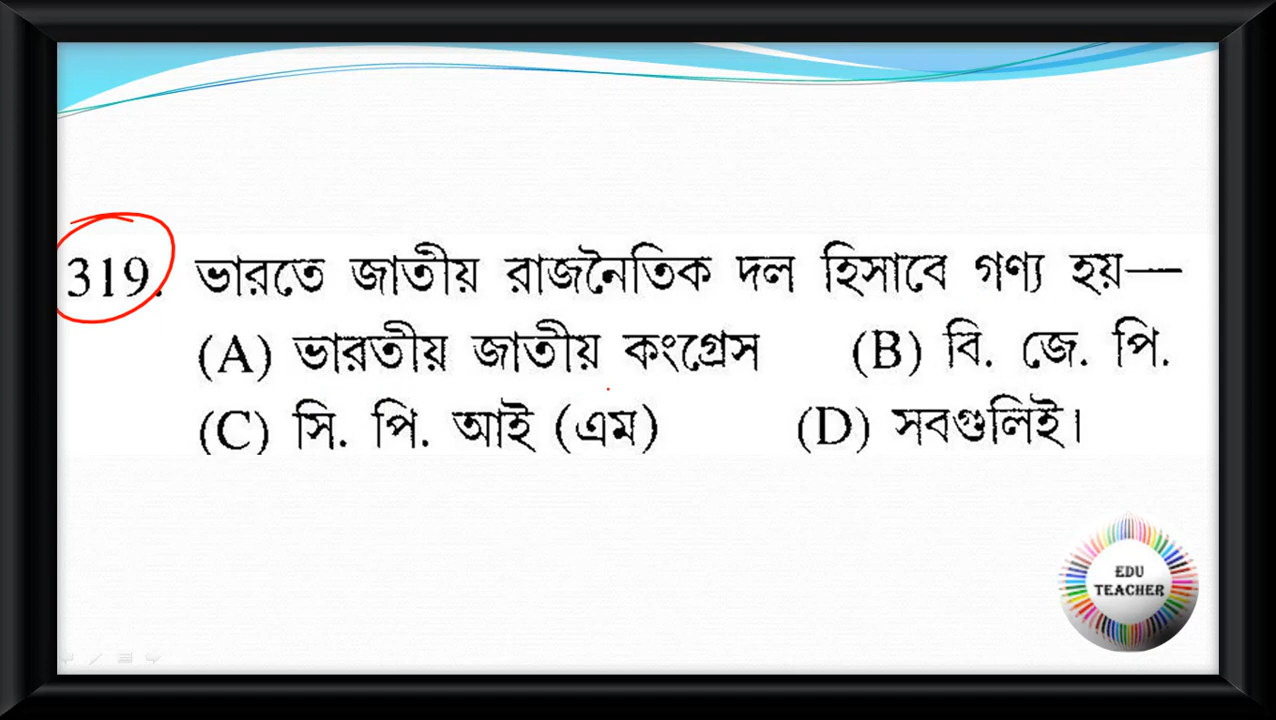 319. ভারতে জাতীয় রাজনৈতিক দল হিসাবে গণ্য হয়—
(A) ভারতীয় জাতীয় কংগ্রেস (B) বি. জে. পি.
(C) সি. পি. আই (এম) (D) সবগুলিই।
EDU
TEACHER